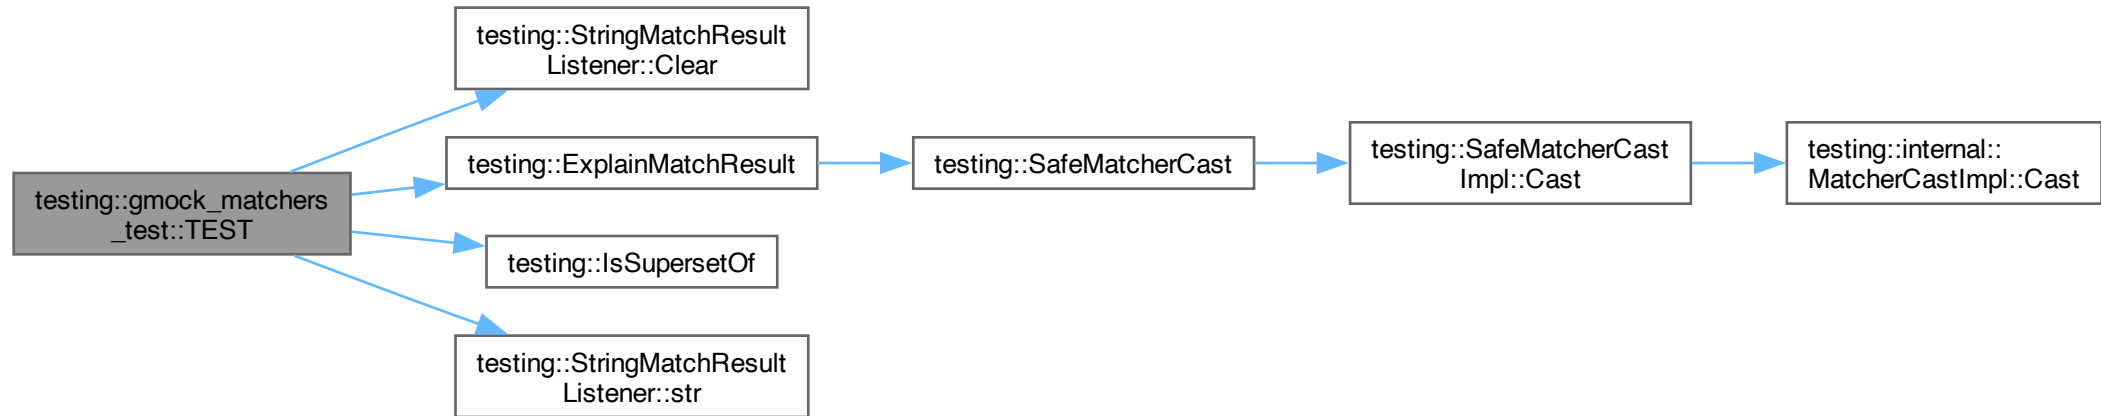 testing::gmock_matchers
_test::TEST
testing::StringMatchResult
Listener::Clear
testing::ExplainMatchResult
testing::SafeMatcherCast
testing::SafeMatcherCast
Impl::Cast
testing::internal::
MatcherCastImpl::Cast
testing::IsSupersetOf
testing::StringMatchResult
Listener::str